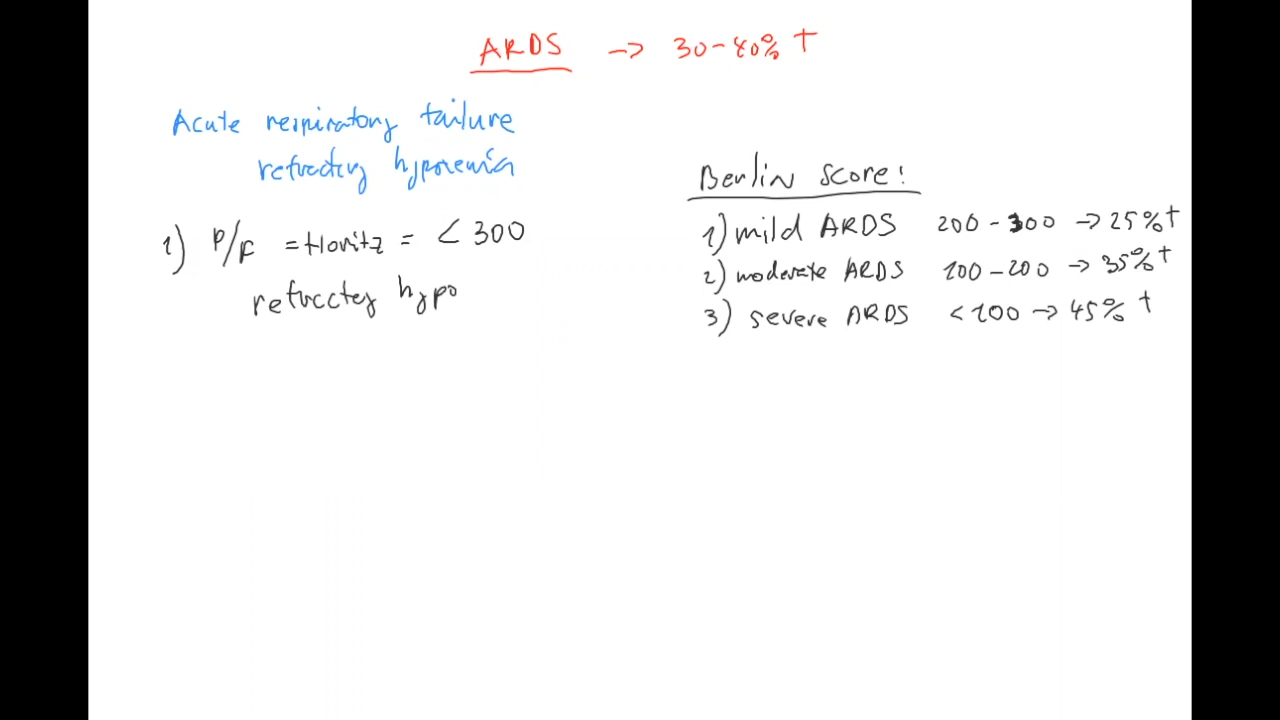 ARDS → 30-40% †
Acute respiratory failure
refractory hypoxemia
1) P/F = Horitz = < 300
refractory hypo
Berlin score:
1) mild ARDS 200 - 300 → 25% †
2) moderate ARDS 100 - 200 → 35% †
3) severe ARDS < 100 → 45% †